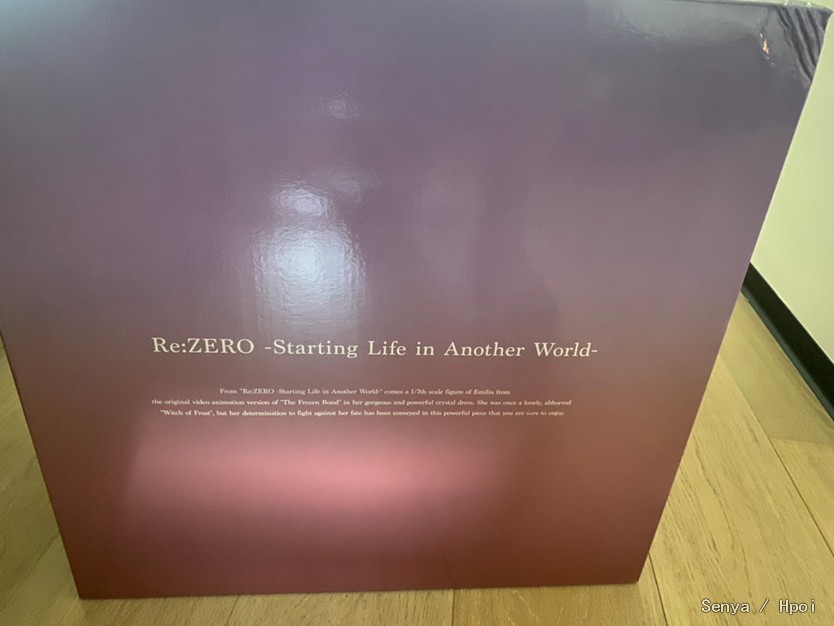 Re:ZERO -Starting Life in Another World-
From "Re:ZERO -Starting Life in Another World-" comes a 1/7th scale figure of Emilia from
the original video animation version of "The Frozen Bond" in her gorgeous and powerful crystal dress. She was once a lonely, abhorred
"Witch of Frost", but her determination to fight against her fate has been conveyed in this powerful piece that you are sure to enjoy.
Senya / Hpoi